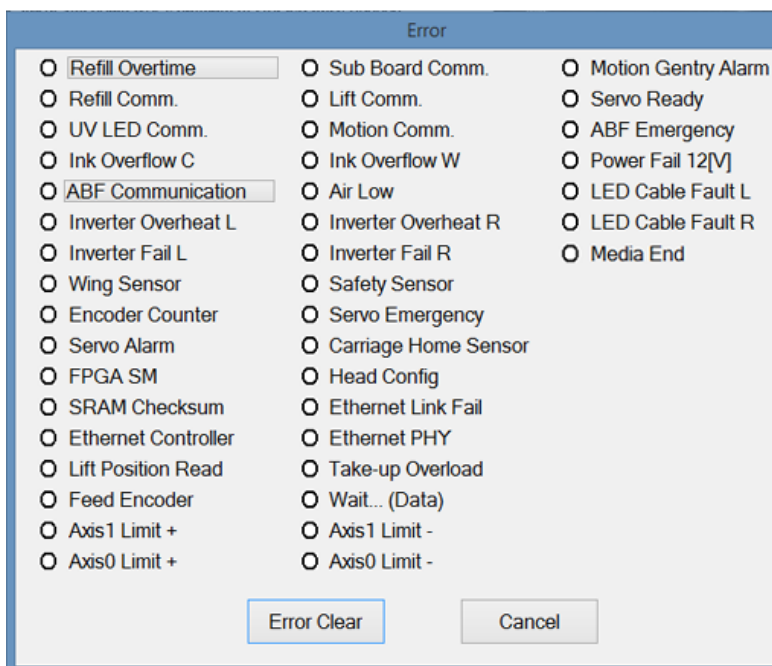 Error
Refill Overtime
Sub Board Comm.
Motion Gentry Alarm
Refill Comm.
Lift Comm.
Servo Ready
UV LED Comm.
Motion Comm.
ABF Emergency
Ink Overflow C
Ink Overflow W
Power Fail 12[V]
ABF Communication
Air Low
LED Cable Fault L
Inverter Overheat L
Inverter Overheat R
LED Cable Fault R
Inverter Fail L
Inverter Fail R
Media End
Wing Sensor
Safety Sensor
Encoder Counter
Servo Emergency
Servo Alarm
Carriage Home Sensor
FPGA SM
Head Config
SRAM Checksum
Ethernet Link Fail
Ethernet Controller
Ethernet PHY
Lift Position Read
Take-up Overload
Feed Encoder
Wait... (Data)
Axis1 Limit +
Axis1 Limit -
Axis0 Limit +
Axis0 Limit -
Error Clear
Cancel